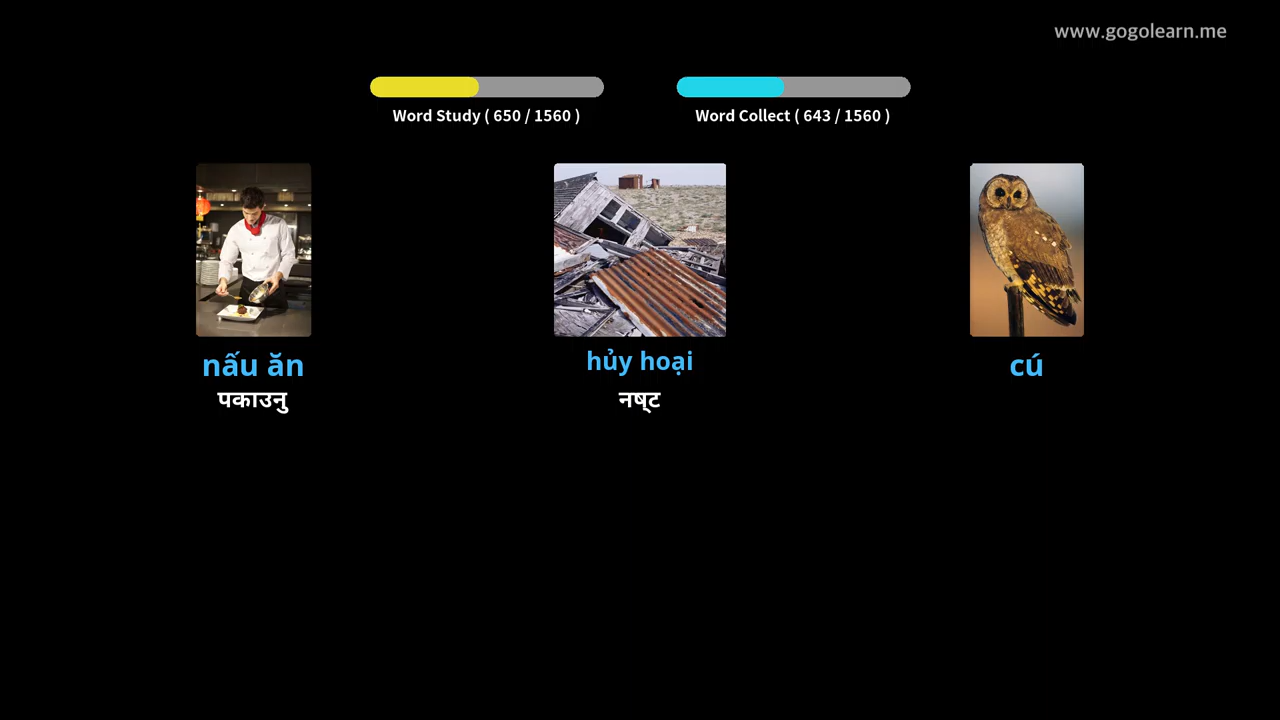 www.gogolearn.me
Word Study ( 650 / 1560 )
Word Collect ( 643 / 1560 )
nấu ăn
पकाउनु
hủy hoại
नष्‌ट
cú